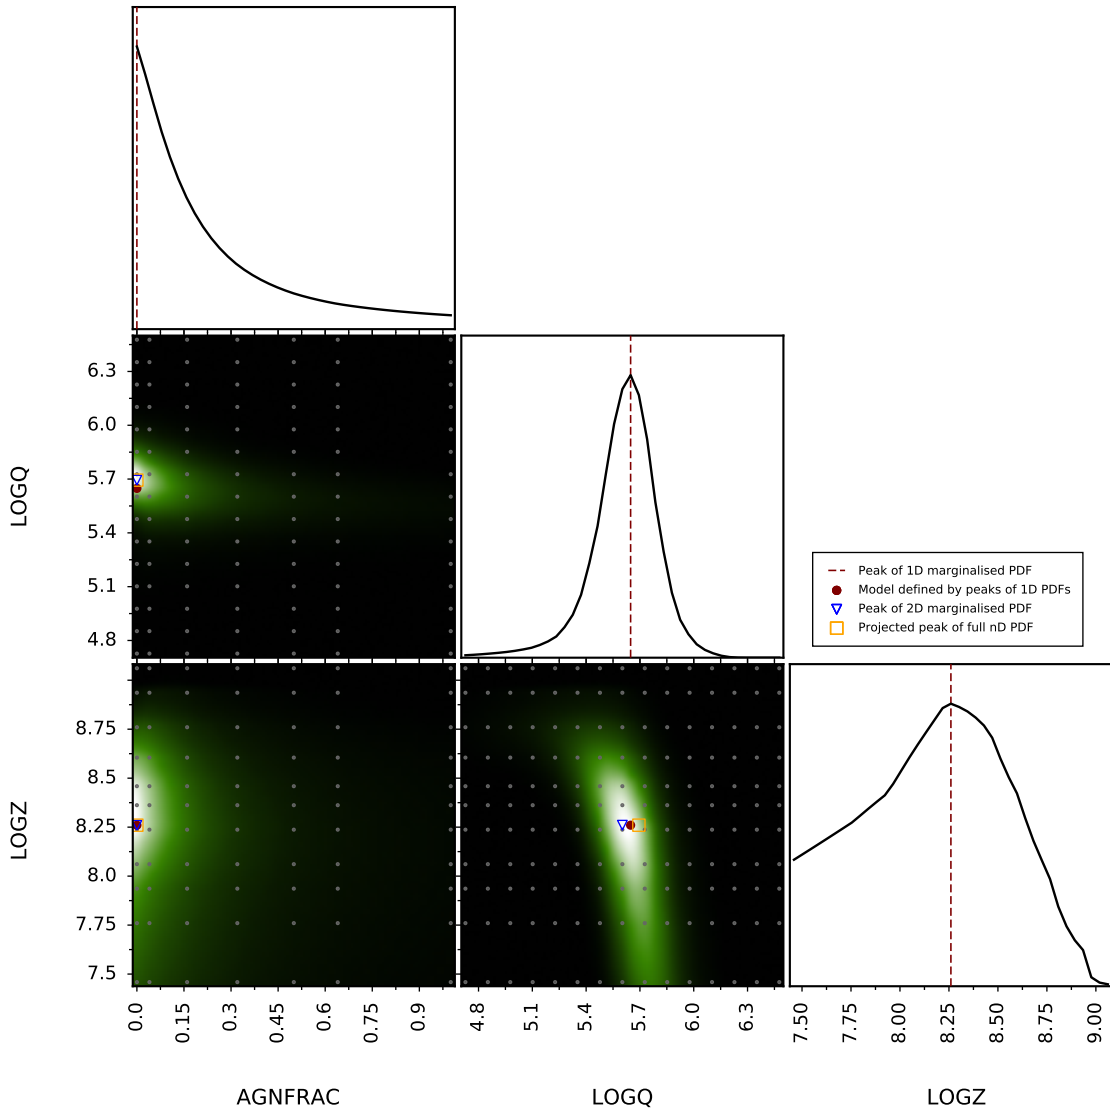 6.3
6.0
5.7
5.4
5.1
4.8
LOGQ
Peak of 1D marginalised PDF
Model defined by peaks of 1D PDFs
Peak of 2D marginalised PDF
Projected peak of full nD PDF
8.75
8.5
8.25
8.0
7.75
7.5
LOGZ
0.0 0.15 0.3 0.45 0.6 0.75 0.9
4.8 5.1 5.4 5.7 6.0 6.3
7.50 7.75 8.00 8.25 8.50 8.75 9.00
AGNFRAC LOGQ LOGZ